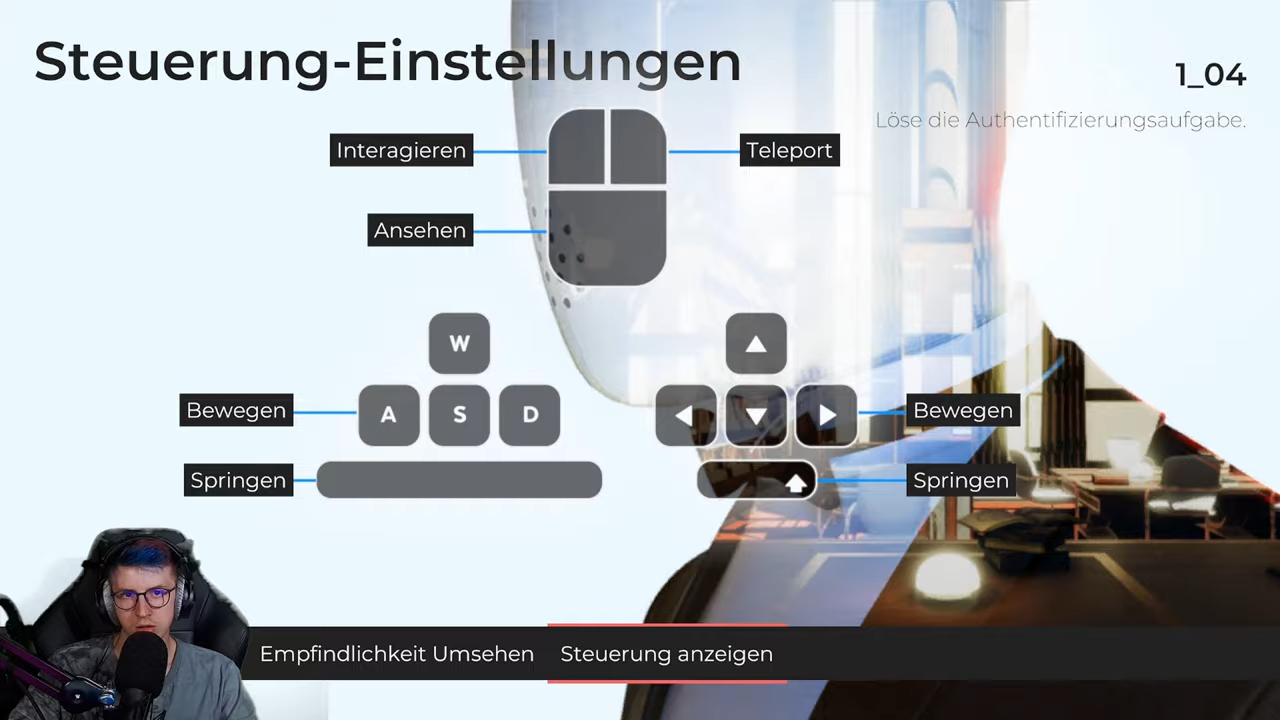 Steuerung-Einstellungen
1_04
Löse die Authentifizierungsaufgabe.
Interagieren
Teleport
Ansehen
W
A S D
Bewegen
Bewegen
Springen
Springen
Empfindlichkeit Umsehen
Steuerung anzeigen